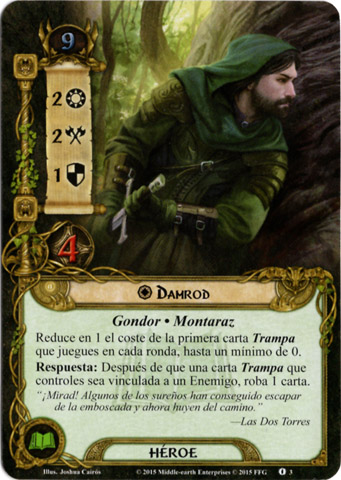 9
2
2
1
4
Damrod
Gondor • Montaraz
Reduce en 1 el coste de la primera carta Trampa
que juegues en cada ronda, hasta un mínimo de 0.
Respuesta: Después de que una carta Trampa que
controles sea vinculada a un Enemigo, roba 1 carta.
“¡Mirad! Algunos de los sureños han conseguido escapar
de la emboscada y ahora huyen del camino.”
—Las Dos Torres
HÉROE
Illus. Joshua Cairós
© 2015 Middle-earth Enterprises © 2015 FFG
3